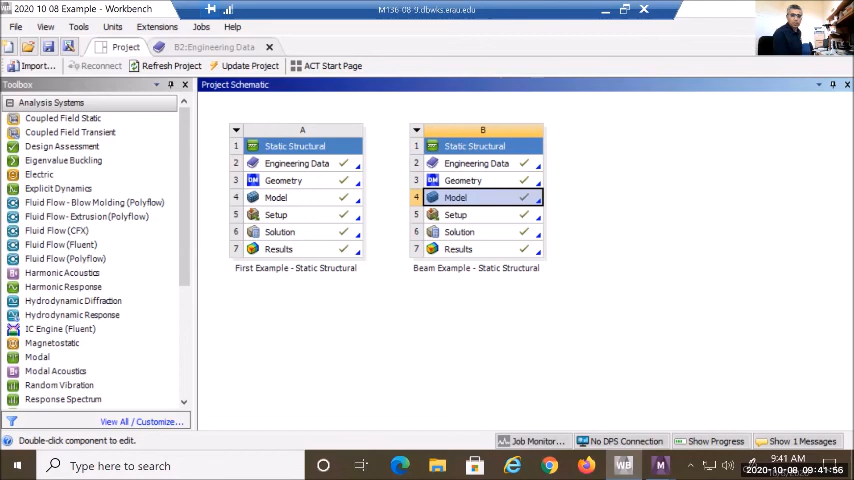 2020 10 08 Example - Workbench
M136-08-9.dbwks.erau.edu
File View Tools Units Extensions Jobs Help
Project B2:Engineering Data
Import... Reconnect Refresh Project Update Project ACT Start Page
Toolbox
Project Schematic
Analysis Systems
Coupled Field Static
Coupled Field Transient
Design Assessment
Eigenvalue Buckling
Electric
Explicit Dynamics
Fluid Flow - Blow Molding (Polyflow)
Fluid Flow - Extrusion (Polyflow)
Fluid Flow (CFX)
Fluid Flow (Fluent)
Fluid Flow (Polyflow)
Harmonic Acoustics
Harmonic Response
Hydrodynamic Diffraction
Hydrodynamic Response
IC Engine (Fluent)
Magnetostatic
Modal
Modal Acoustics
Random Vibration
Response Spectrum
View All / Customize...
A
1 Static Structural
2 Engineering Data
3 DM Geometry
4 Model
5 Setup
6 Solution
7 Results
First Example - Static Structural
B
1 Static Structural
2 Engineering Data
3 DM Geometry
4 Model
5 Setup
6 Solution
7 Results
Beam Example - Static Structural
Double-click component to edit.
Job Monitor... No DPS Connection Show Progress Show 1 Messages
Type here to search
WB
M
9:41 AM
2020-10-08 09:41:56